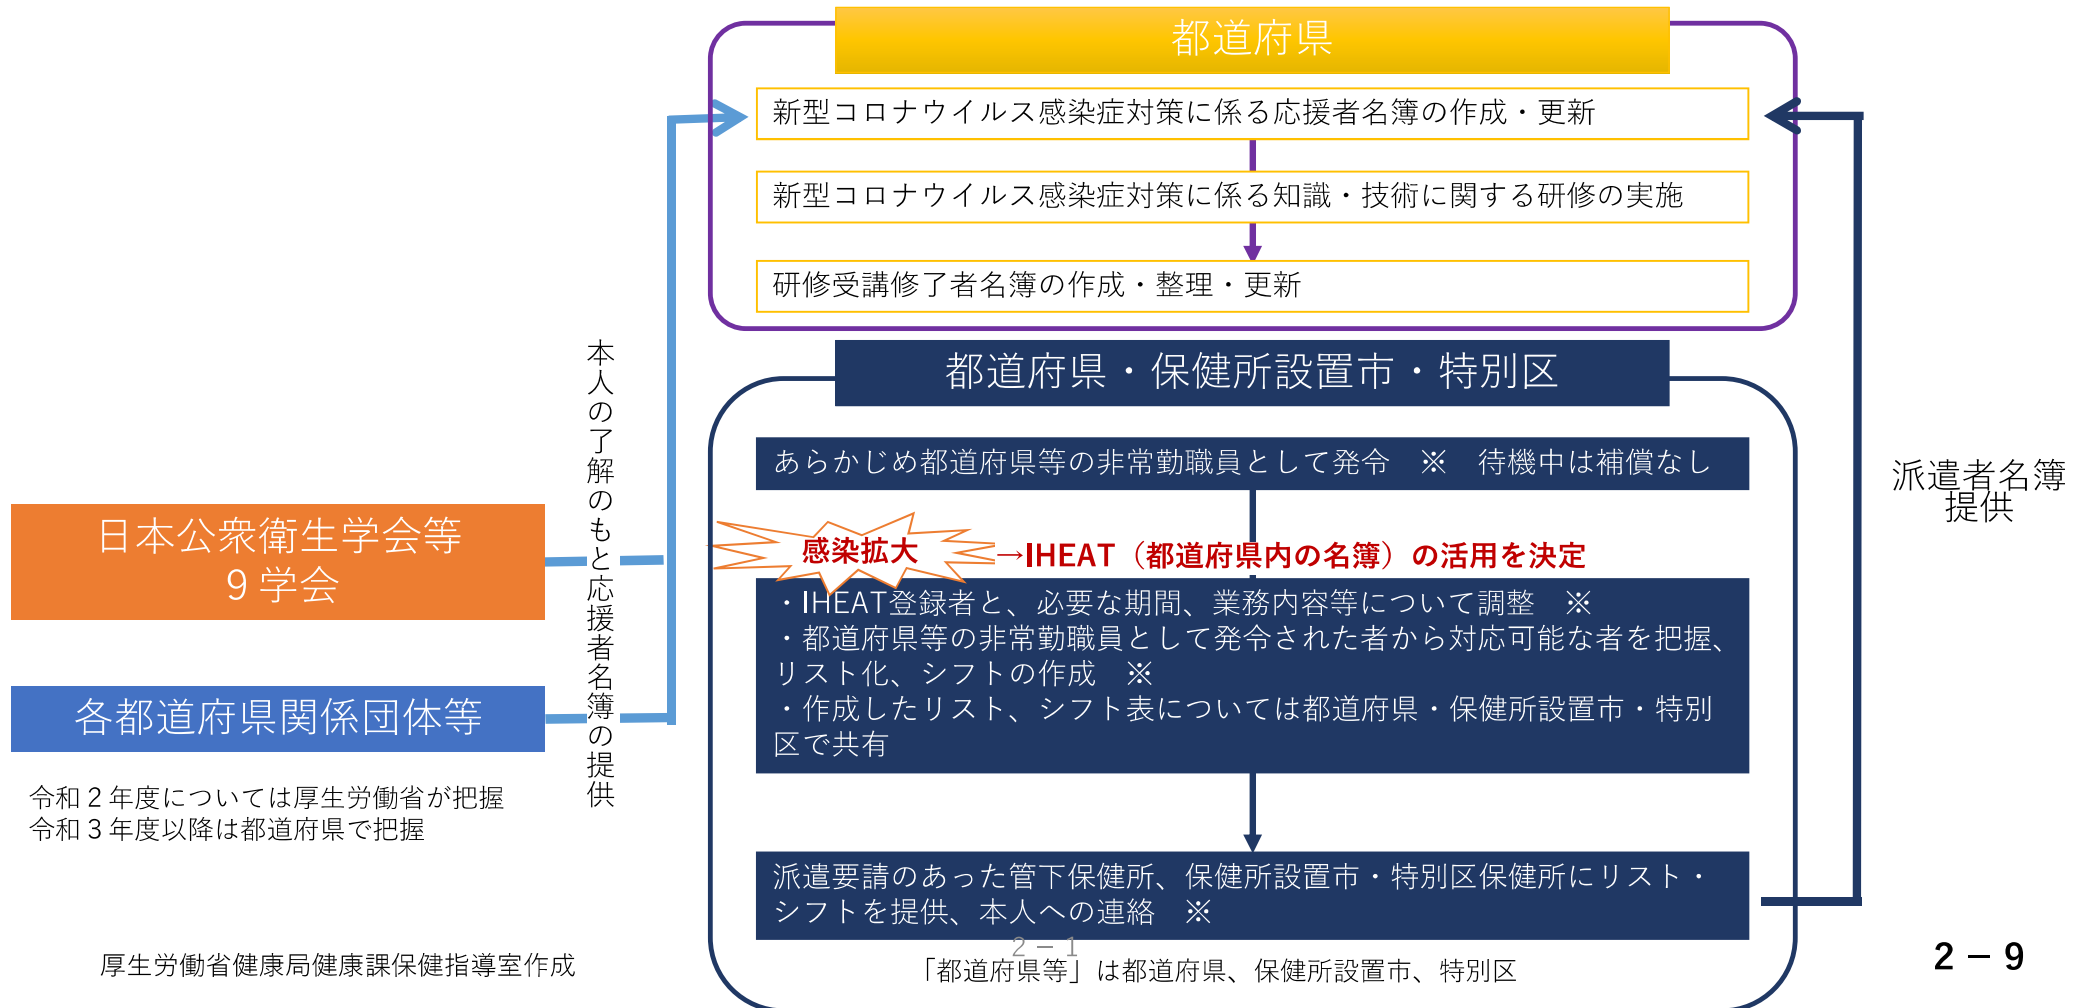 都道府県
新型コロナウイルス感染症対策に係る応援者名簿の作成・更新
新型コロナウイルス感染症対策に係る知識・技術に関する研修の実施
研修受講修了者名簿の作成・整理・更新
本人の了解のもと応援者名簿の提供
日本公衆衛生学会等
９学会
各都道府県関係団体等
令和２年度については厚生労働省が把握
令和３年度以降は都道府県で把握
都道府県・保健所設置市・特別区
あらかじめ都道府県等の非常勤職員として発令　※　待機中は補償なし
感染拡大
→IHEAT（都道府県内の名簿）の活用を決定
・IHEAT登録者と、必要な期間、業務内容等について調整　※
・都道府県等の非常勤職員として発令された者から対応可能な者を把握、
リスト化、シフトの作成　※
・作成したリスト、シフト表については都道府県・保健所設置市・特別
区で共有
派遣要請のあった管下保健所、保健所設置市・特別区保健所にリスト・
シフトを提供、本人への連絡　※
派遣者名簿
提供
２－１
「都道府県等」は都道府県、保健所設置市、特別区
厚生労働省健康局健康課保健指導室作成
２－９